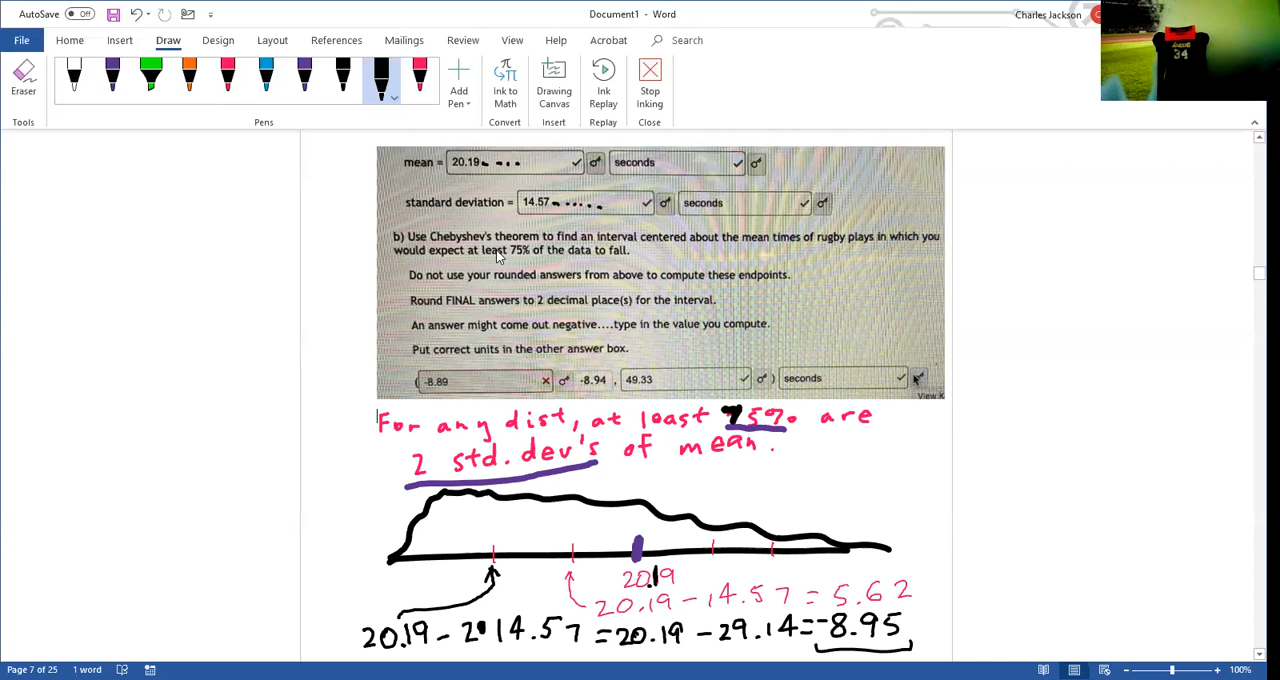 AutoSave Off
Document1 - Word
Charles Jackson
File Home Insert Draw Design Layout References Mailings Review View Help Acrobat Search
34
Eraser
Add Pen
Ink to Math
Drawing Canvas
Ink Replay
Stop Inking
Tools Pens Convert Insert Replay Close
mean = 20.19 seconds
standard deviation = 14.57 seconds
b) Use Chebyshev's theorem to find an interval centered about the mean times of rugby plays in which you
would expect at least 75% of the data to fall.
Do not use your rounded answers from above to compute these endpoints.
Round FINAL answers to 2 decimal place(s) for the interval.
An answer might come out negative....type in the value you compute.
Put correct units in the other answer box.
( -8.89 -8.94 , 49.33 ) seconds
For any dist, at least 75% are
2 std. dev's of mean.
20.19
20.19 - 14.57 = 5.62
20.19 - 2•14.57 = 20.19 - 29.14 = -8.95
Page 7 of 25 1 word 100%